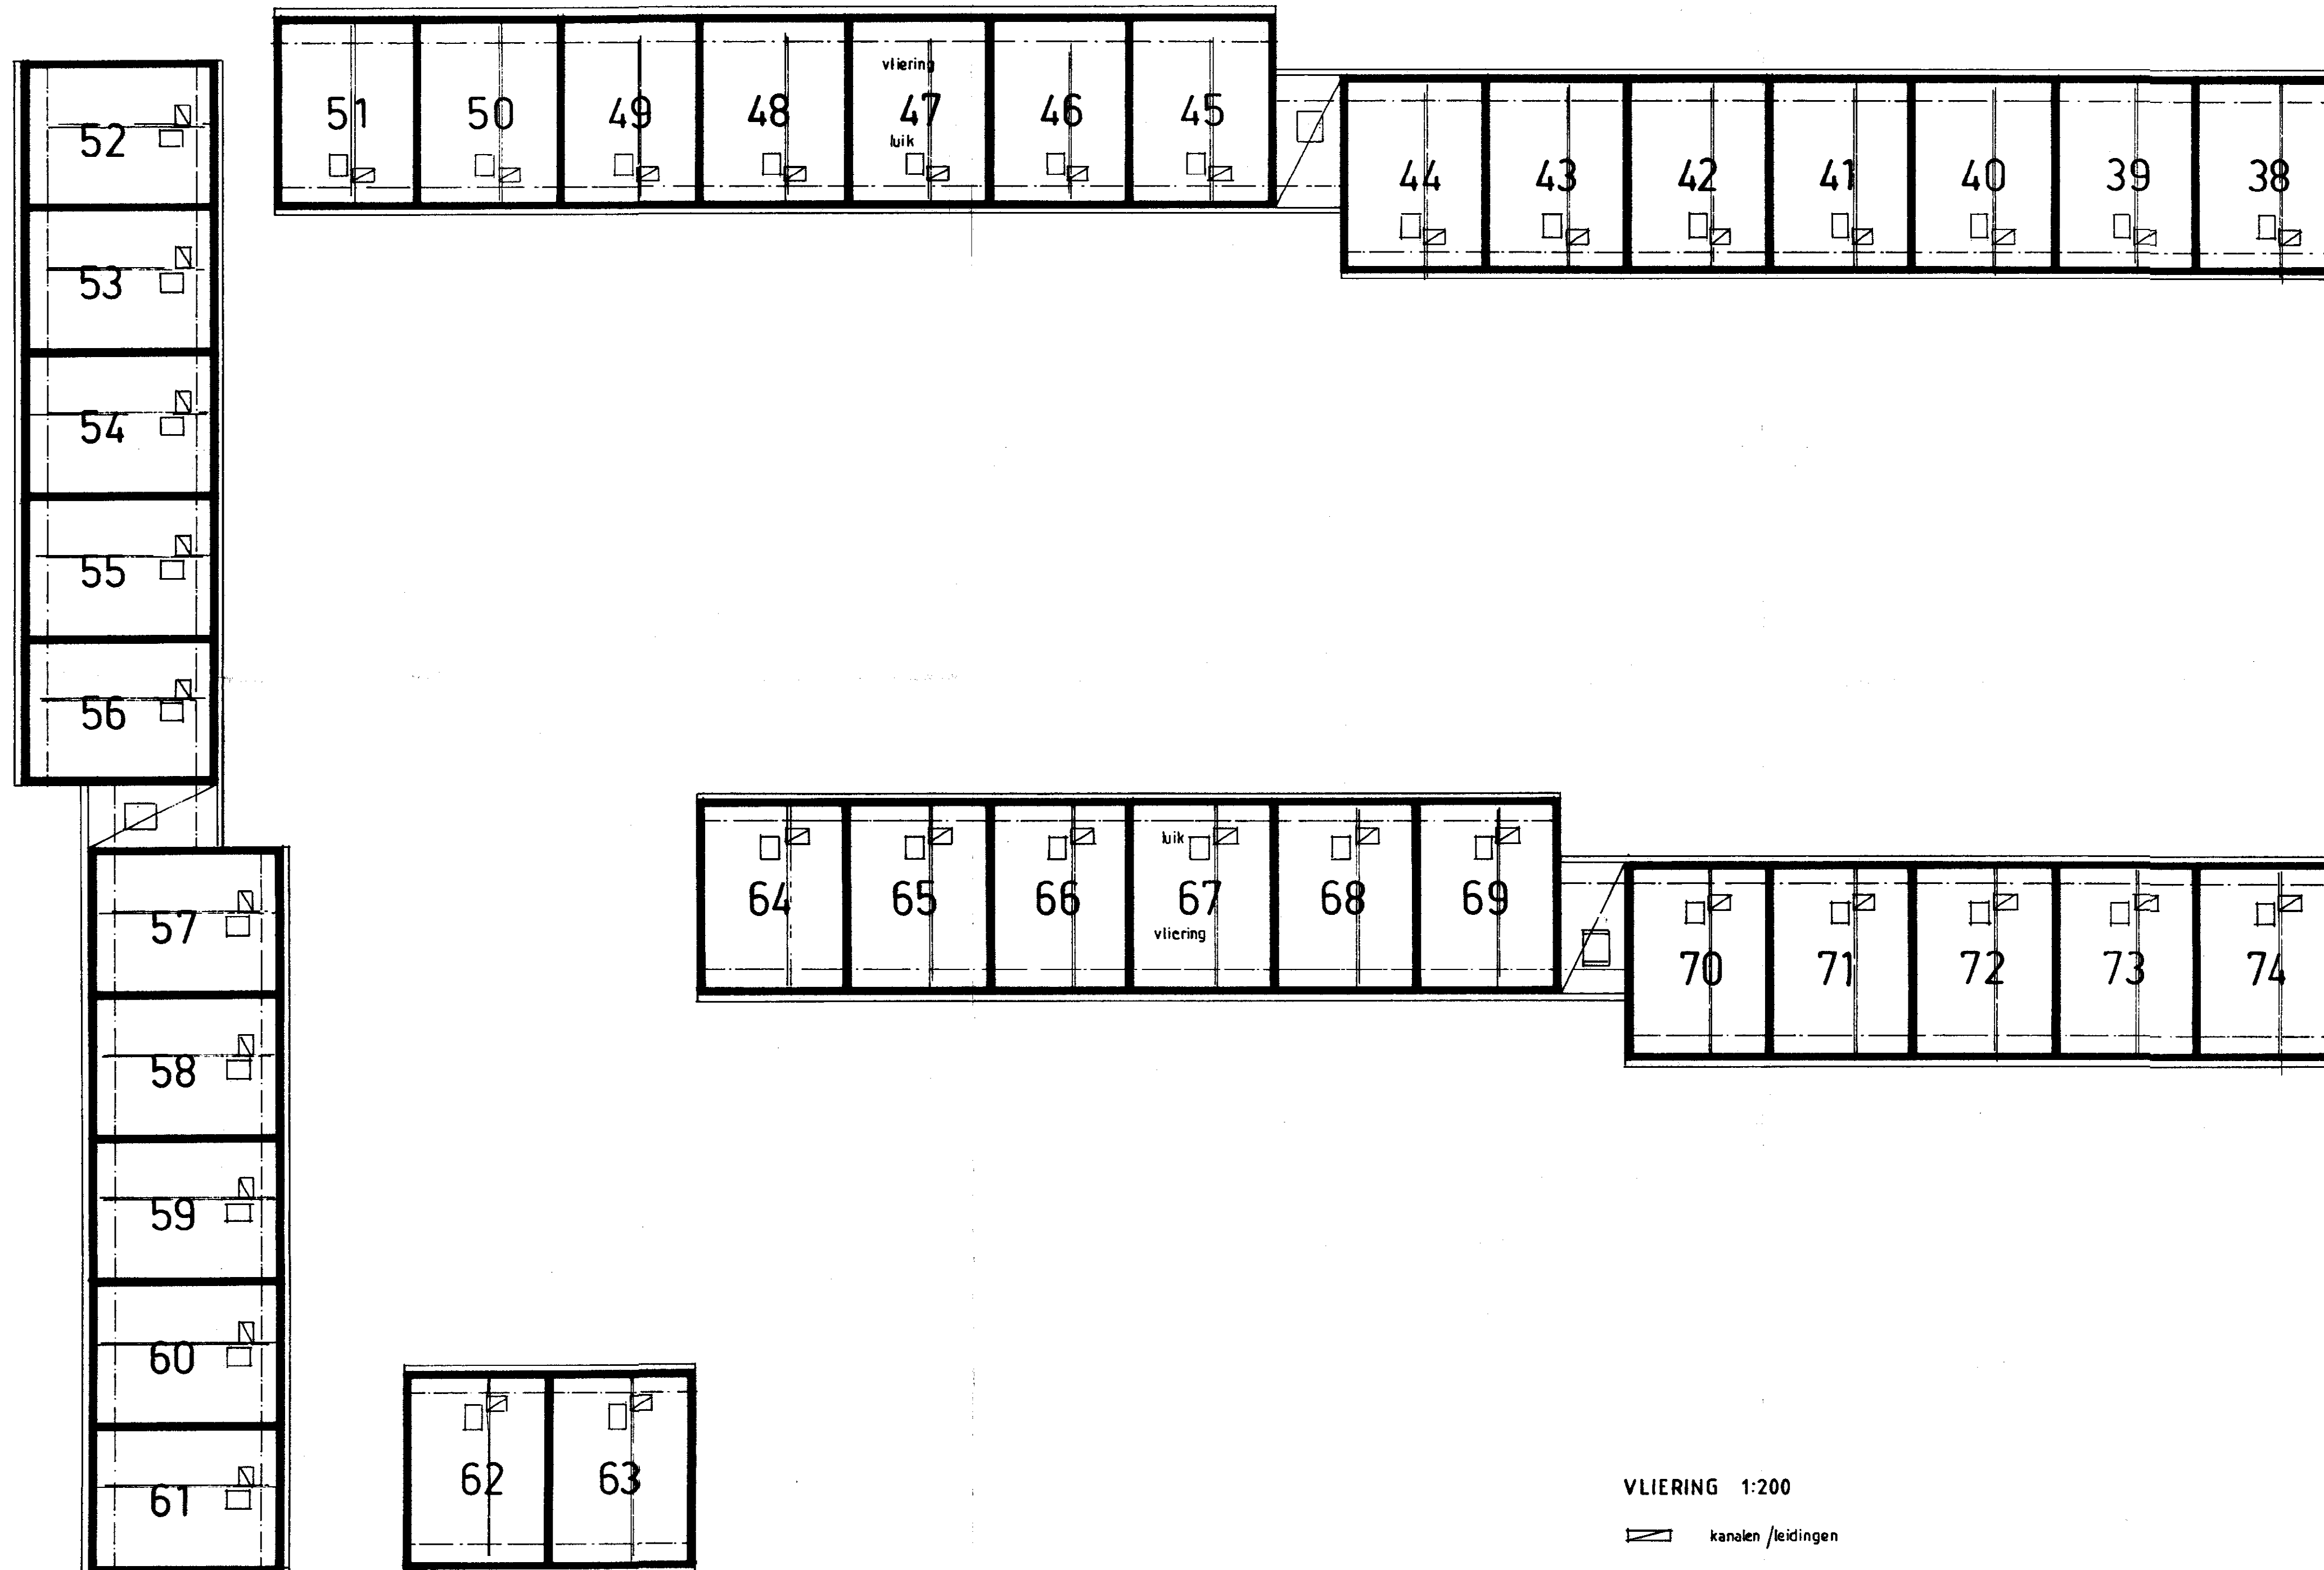 51 50 49 48 47 46 45
vliering
luik
44 43 42 41 40 39 38
52
53
54
55
56
57
58
59
60
61
64 65 66 67 68 69
luik
vliering
70 71 72 73 74
62 63
VLIERING 1:200
kanalen / leidingen